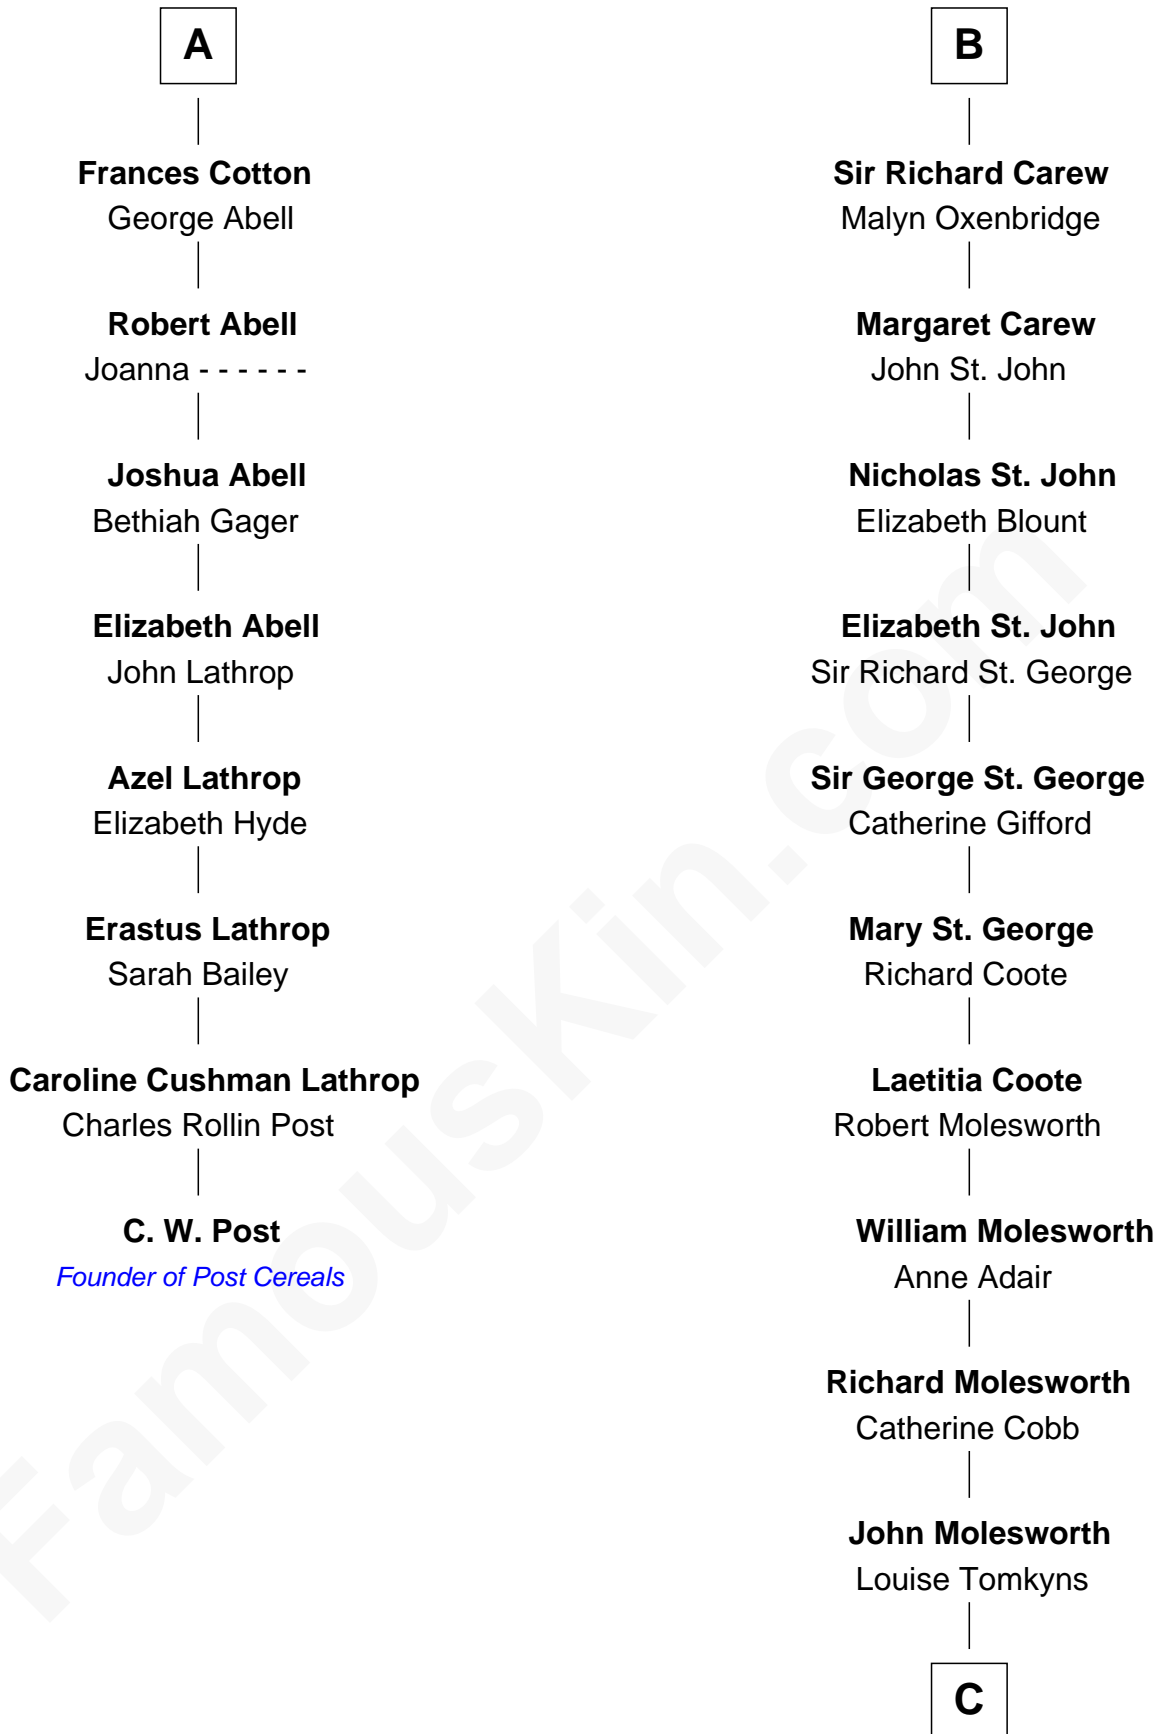 A
Frances Cotton
George Abell
Robert Abell
Joanna - - - - - -
Joshua Abell
Bethiah Gager
Elizabeth Abell
John Lathrop
Azel Lathrop
Elizabeth Hyde
Erastus Lathrop
Sarah Bailey
Caroline Cushman Lathrop
Charles Rollin Post
C. W. Post
Founder of Post Cereals
B
Sir Richard Carew
Malyn Oxenbridge
Margaret Carew
John St. John
Nicholas St. John
Elizabeth Blount
Elizabeth St. John
Sir Richard St. George
Sir George St. George
Catherine Gifford
Mary St. George
Richard Coote
Laetitia Coote
Robert Molesworth
William Molesworth
Anne Adair
Richard Molesworth
Catherine Cobb
John Molesworth
Louise Tomkyns
C
FamousKin.com